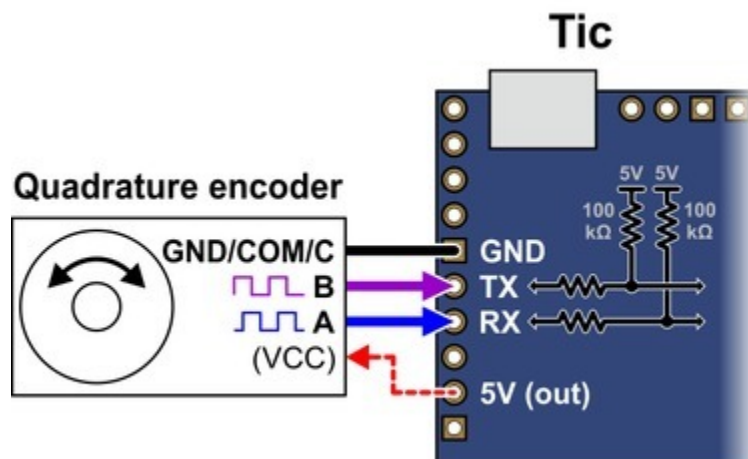 Tic
Quadrature encoder
GND/COM/C
B
A
(VCC)
5V 5V
100
kΩ
100
kΩ
GND
TX
RX
5V (out)